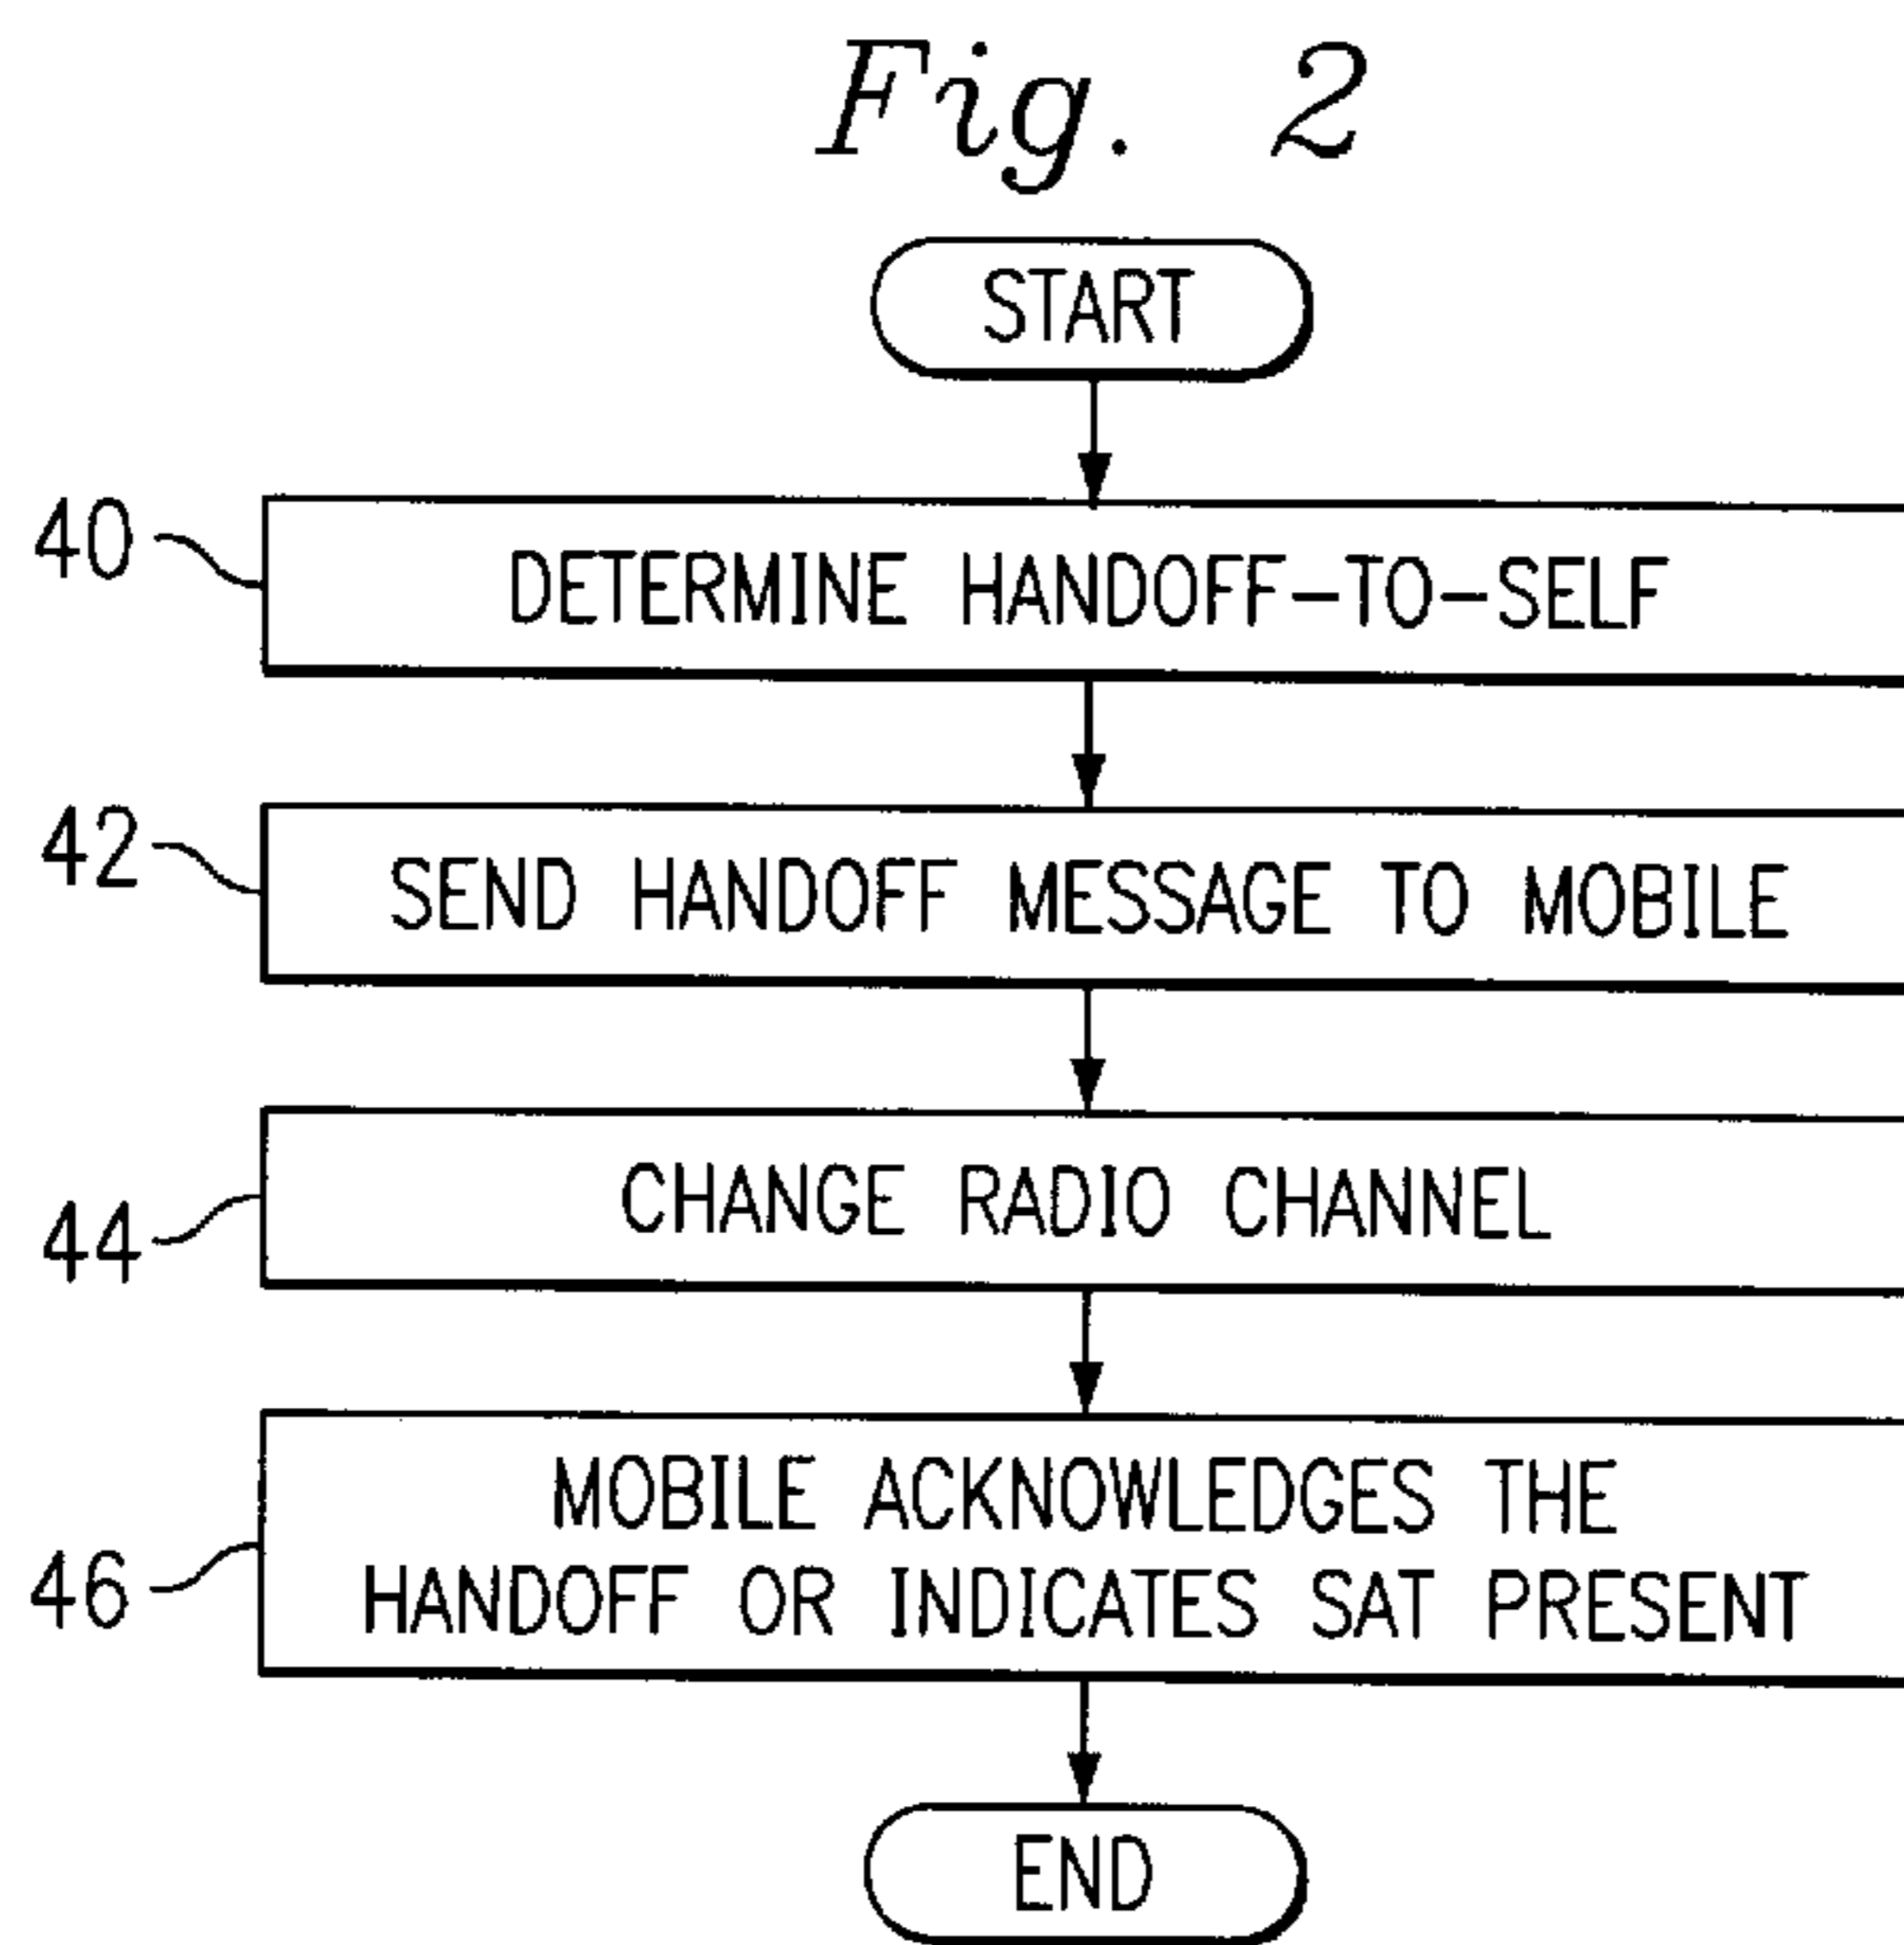 Fig. 2
START
40
DETERMINE HANDOFF-TO-SELF
42
SEND HANDOFF MESSAGE TO MOBILE
44
CHANGE RADIO CHANNEL
46
MOBILE ACKNOWLEDGES THE
HANDOFF OR INDICATES SAT PRESENT
END